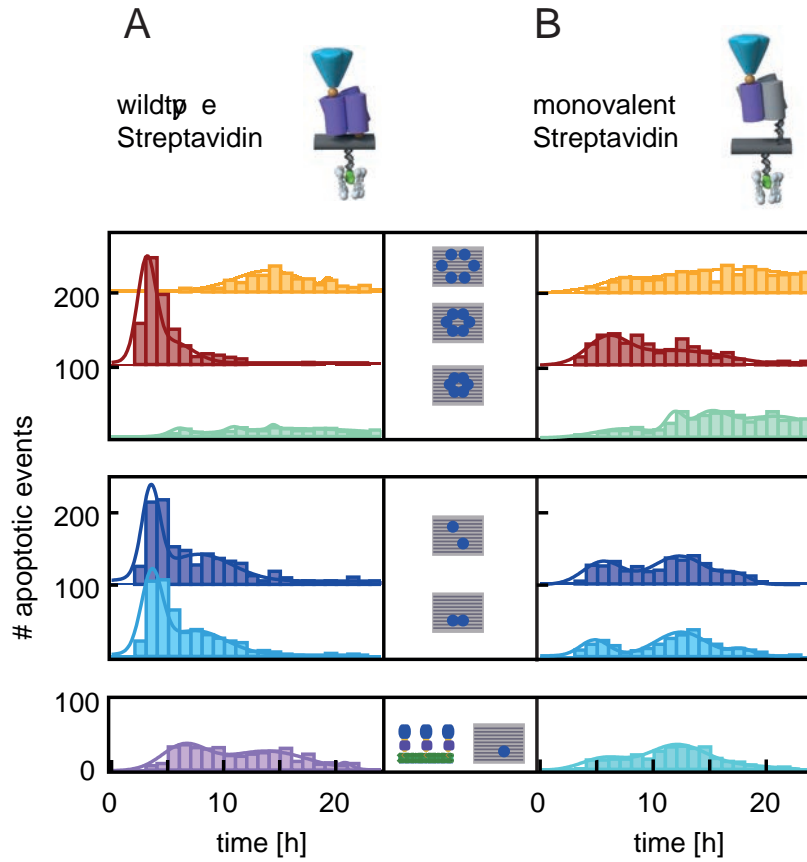 A
B
wildtyp e
Streptavidin
monovalent
Streptavidin
# apoptotic events
200
100
200
100
100
0
0
10
20
0
10
20
time [h]
time [h]